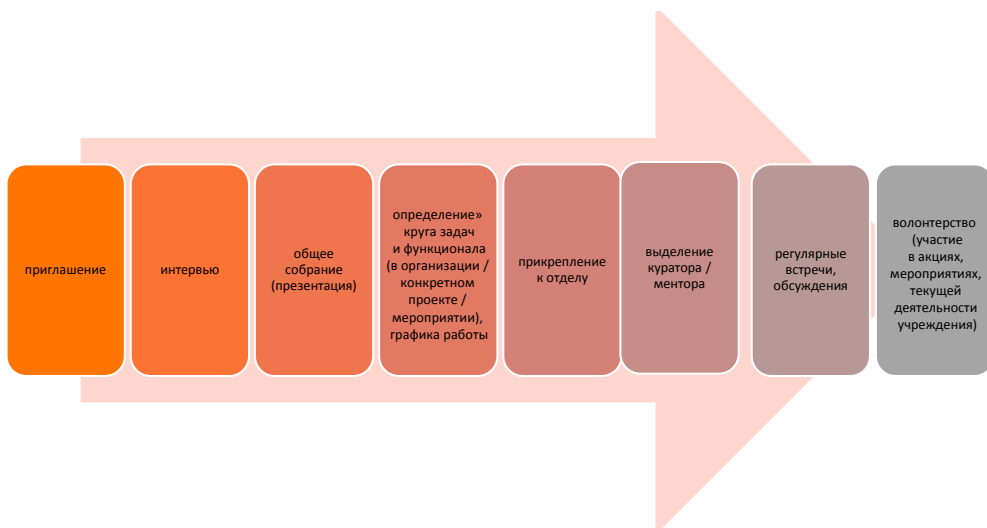 приглашение
интервью
общее
собрание
(презентация)
определение»
круга задач
и функционала
(в организации /
конкретном
проекте /
мероприятии),
графика работы
прикрепление
к отделу
выделение
куратора /
ментора
регулярные
встречи,
обсуждения
волонтерство
(участие
в акциях,
мероприятиях,
текущей
деятельности
учреждения)